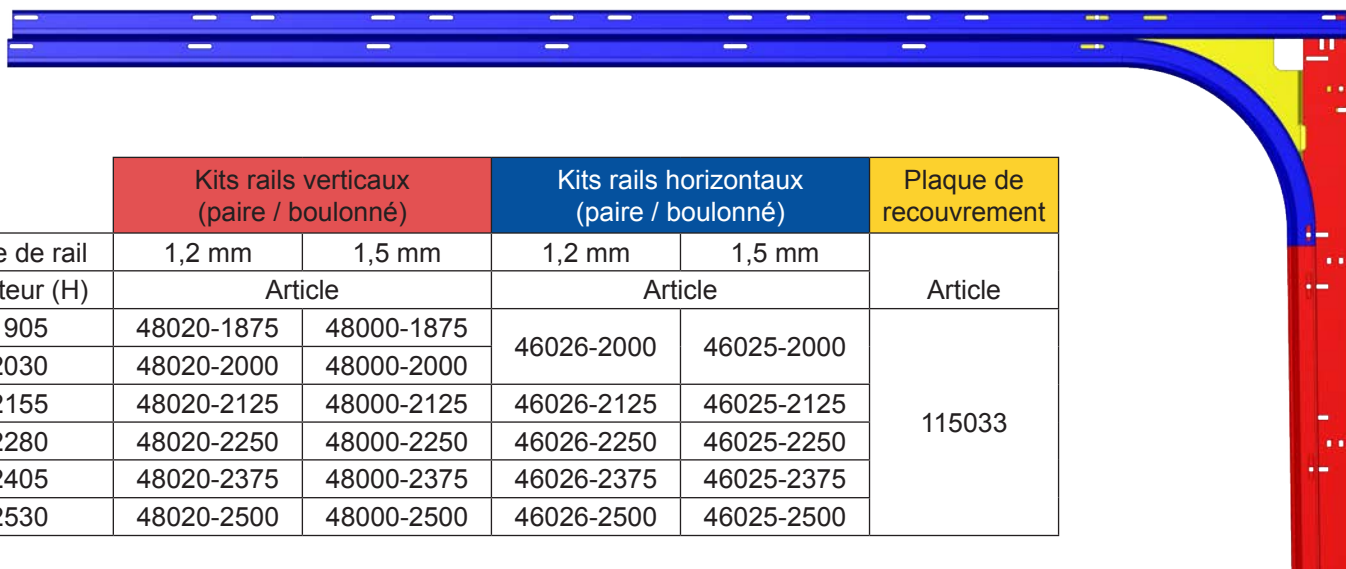 Kits rails verticaux Kits rails horizontaux Plaque de
(paire / boulonné) (paire / boulonné) recouvrement
de rail 1,2 mm 1,5 mm 1,2 mm 1,5 mm
(H) Article Article Article
905 48020-1875 48000-1875 46026-2000 46025-2000
2030 48020-2000 48000-2000
2155 48020-2125 48000-2125 46026-2125 46025-2125
115033
2280 48020-2250 48000-2250 46026-2250 46025-2250
2405 48020-2375 48000-2375 46026-2375 46025-2375
2530 48020-2500 48000-2500 46026-2500 46025-2500